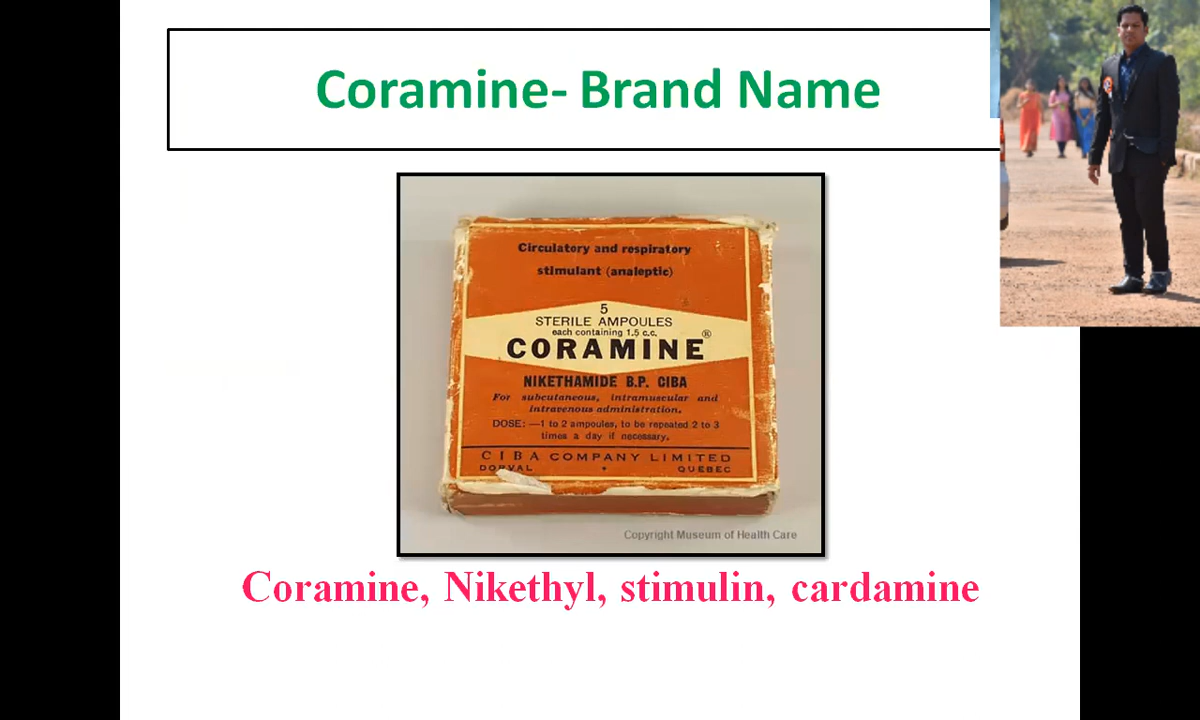 Coramine- Brand Name
Circulatory and respiratory
stimulant (analeptic)
5
STERILE AMPOULES
each containing 1.5 c.c.
CORAMINE®
NIKETHAMIDE B.P. CIBA
For subcutaneous, intramuscular and
intravenous administration.
DOSE: —1 to 2 ampoules, to be repeated 2 to 3
times a day if necessary.
CIBA COMPANY LIMITED
DORVAL • QUEBEC
Copyright Museum of Health Care
Coramine, Nikethyl, stimulin, cardamine